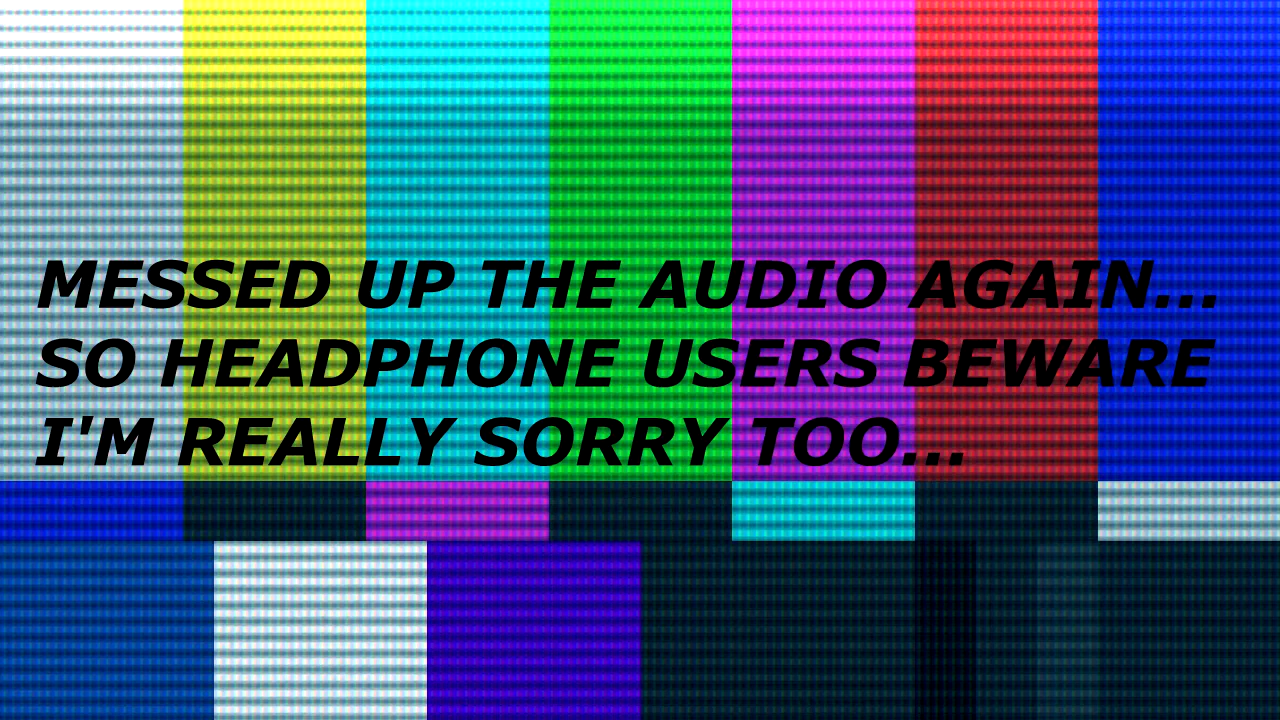 MESSED UP THE AUDIO AGAIN...
SO HEADPHONE USERS BEWARE
I'M REALLY SORRY TOO...